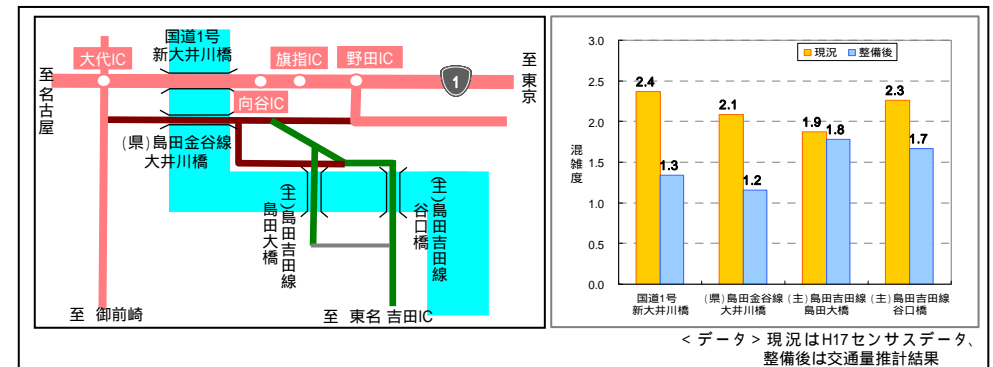 国道1号
新大井川橋
大代IC
旗指IC
野田IC
向谷IC
1
至 名古屋
至 東京
(県)島田金谷線
大井川橋
(主)島田吉田線
島田大橋
(主)島田吉田線
谷口橋
至 御前崎
至 東名 吉田IC
現況
整備後
混雑度
3.0
2.5
2.0
1.5
1.0
0.5
0.0
2.4
1.3
2.1
1.2
1.9
1.8
2.3
1.7
国道1号
新大井川橋
(県)島田金谷線
大井川橋
(主)島田吉田線
島田大橋
(主)島田吉田線
谷口橋
<データ>現況はH17センサスデータ、
整備後は交通量推計結果